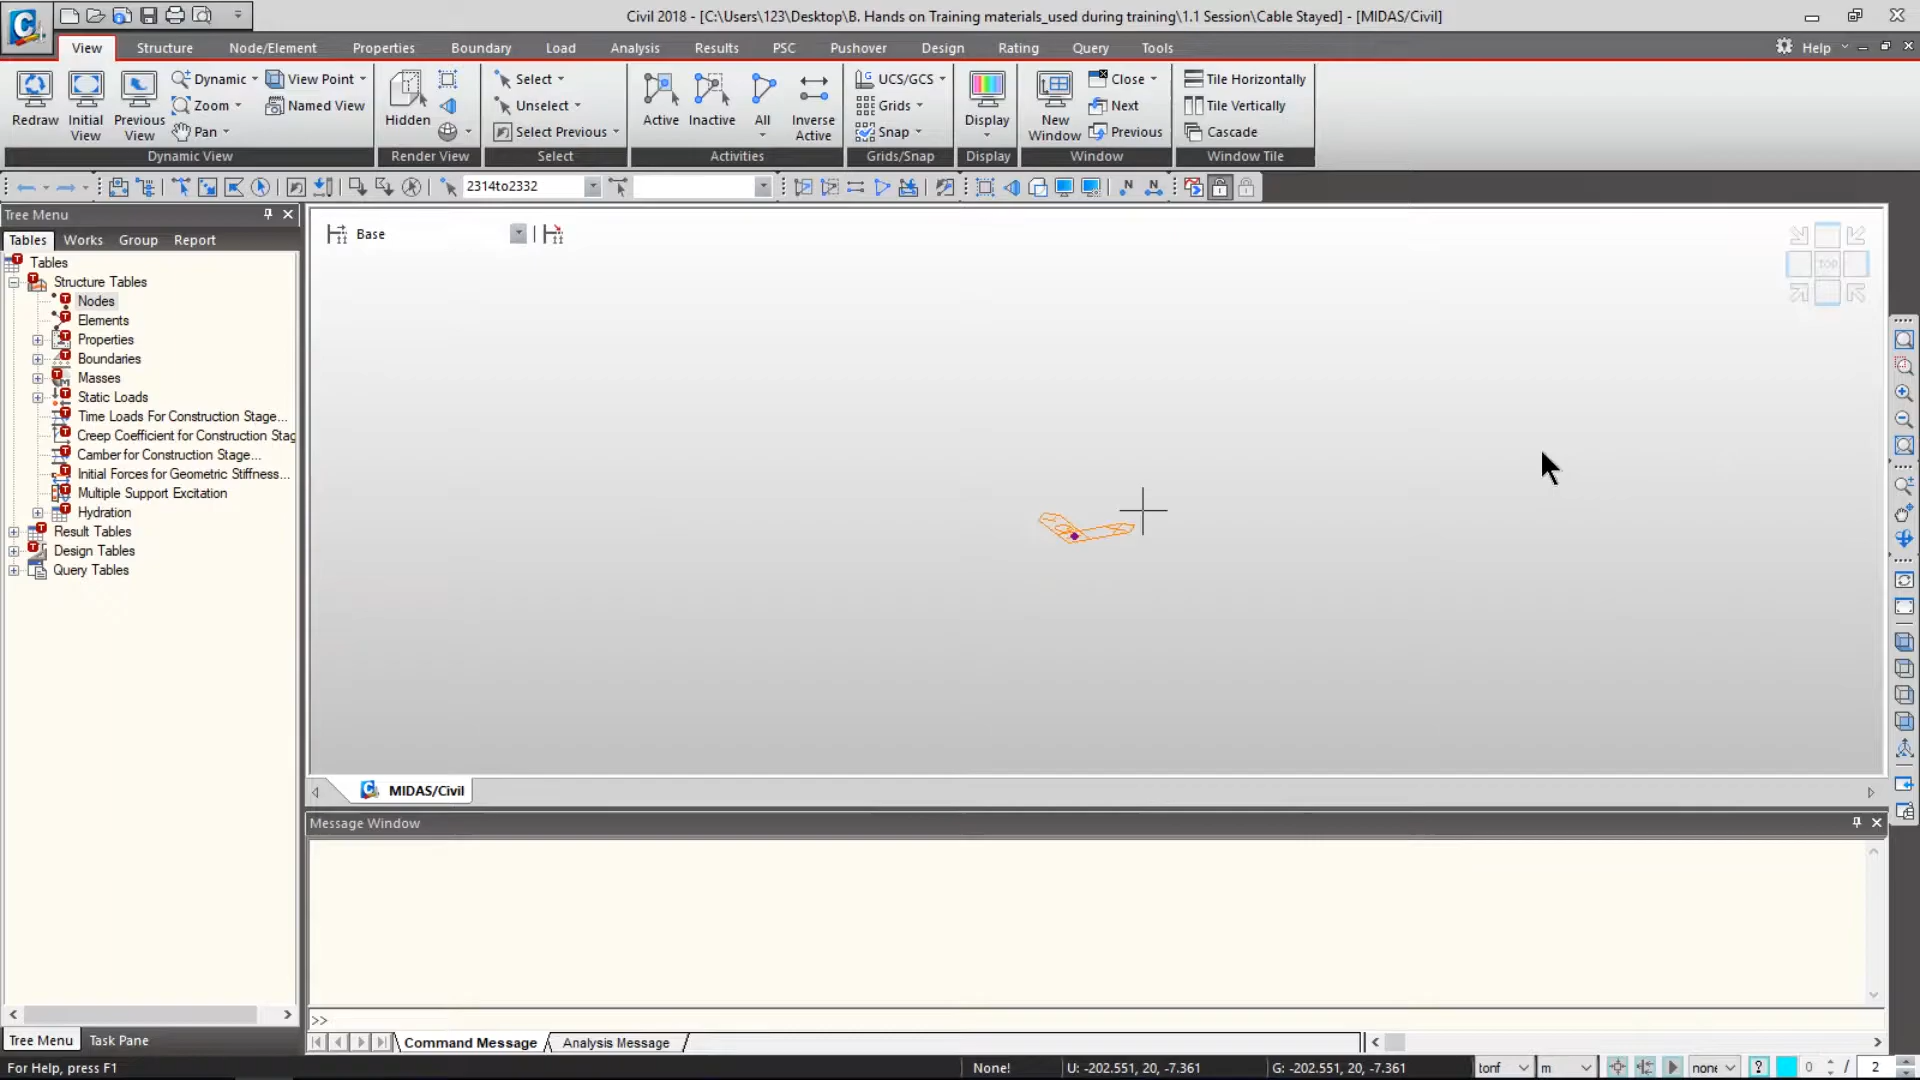 Civil 2018 - [C:\Users\123\Desktop\B. Hands on Training materials_used during training\1.1 Session\Cable Stayed] - [MIDAS/Civil]
View Structure Node/Element Properties Boundary Load Analysis Results PSC Pushover Design Rating Query Tools Help
Redraw
Initial View
Previous View
Dynamic
Zoom
Pan
View Point
Named View
Dynamic View
Hidden
Render View
Select
Unselect
Select Previous
Select
Active
Inactive
All
Inverse Active
Activities
UCS/GCS
Grids
Snap
Grids/Snap
Display
Display
New Window
Close
Next
Previous
Window
Tile Horizontally
Tile Vertically
Cascade
Window Tile
2314to2332
Tree Menu
Tables Works Group Report
Tables
Structure Tables
Nodes
Elements
Properties
Boundaries
Masses
Static Loads
Time Loads For Construction Stage...
Creep Coefficient for Construction Stag
Camber for Construction Stage...
Initial Forces for Geometric Stiffness...
Multiple Support Excitation
Hydration
Result Tables
Design Tables
Query Tables
Base
TOP
MIDAS/Civil
Message Window
>>
Tree Menu Task Pane
Command Message Analysis Message
For Help, press F1
None!
U: -202.551, 20, -7.361
G: -202.551, 20, -7.361
tonf
m
none
0 / 2